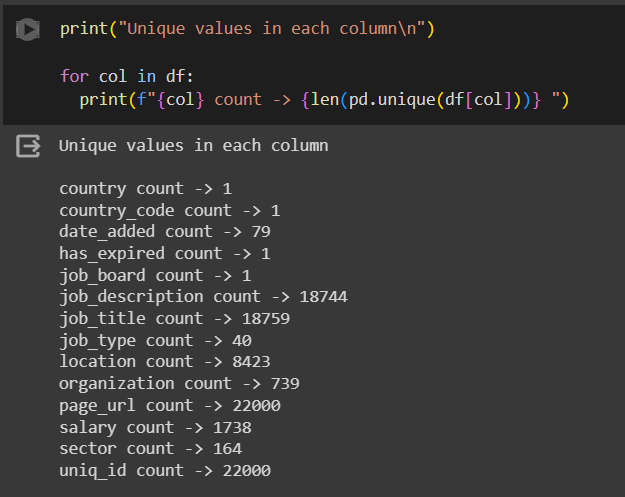 print("Unique values in each column\n")
for col in df:
  print(f"{col} count -> {len(pd.unique(df[col]))} ")
Unique values in each column
country count -> 1
country_code count -> 1
date_added count -> 79
has_expired count -> 1
job_board count -> 1
job_description count -> 18744
job_title count -> 18759
job_type count -> 40
location count -> 8423
organization count -> 739
page_url count -> 22000
salary count -> 1738
sector count -> 164
uniq_id count -> 22000